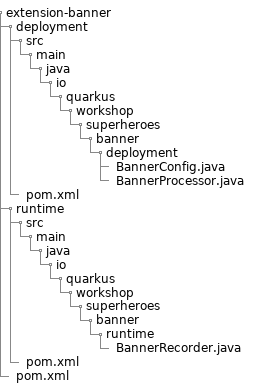 extension-banner
deployment
src
main
java
io
quarkus
workshop
superheroes
banner
deployment
BannerConfig.java
BannerProcessor.java
pom.xml
runtime
src
main
java
io
quarkus
workshop
superheroes
banner
runtime
BannerRecorder.java
pom.xml
pom.xml